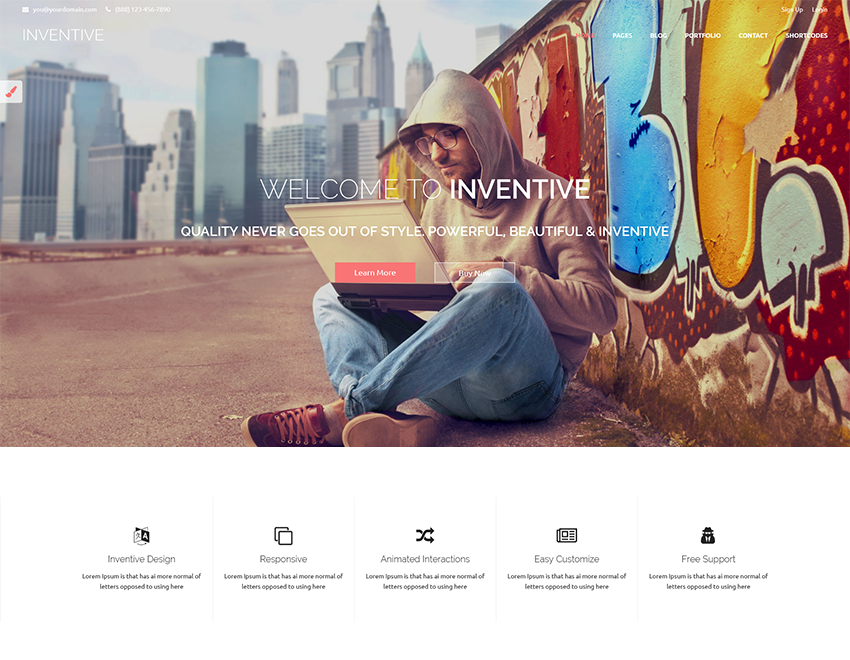 you@yourdomain.com (888) 123-456-7890 Sign Up Login
INVENTIVE HOME PAGES BLOG PORTFOLIO CONTACT SHORTCODES
WELCOME TO INVENTIVE
QUALITY NEVER GOES OUT OF STYLE. POWERFUL, BEAUTIFUL & INVENTIVE
Learn More Buy Now
Inventive Design
Lorem Ipsum is that has ai more normal of
letters opposed to using here
Responsive
Lorem Ipsum is that has ai more normal of
letters opposed to using here
Animated Interactions
Lorem Ipsum is that has ai more normal of
letters opposed to using here
Easy Customize
Lorem Ipsum is that has ai more normal of
letters opposed to using here
Free Support
Lorem Ipsum is that has ai more normal of
letters opposed to using here